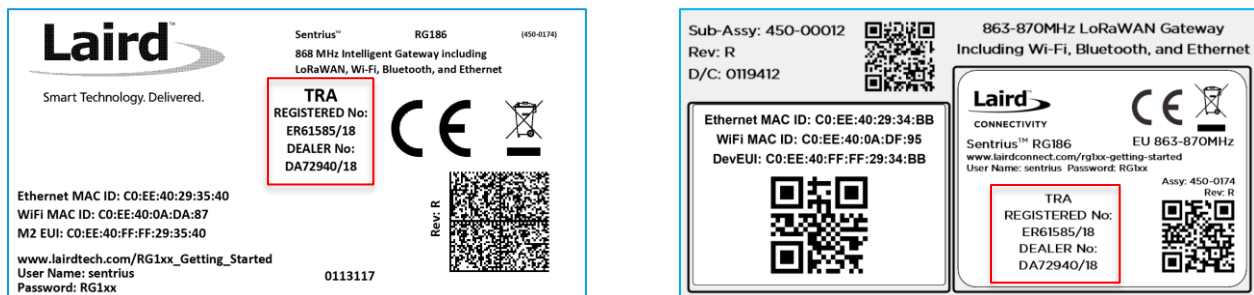 Laird
Smart Technology. Delivered.
Sentrius™ RG186 (450-0174)
868 MHz Intelligent Gateway including
LoRaWAN, Wi-Fi, Bluetooth, and Ethernet
TRA
REGISTERED No:
ER61585/18
DEALER No:
DA72940/18
CE
Ethernet MAC ID: C0:EE:40:29:35:40
WiFi MAC ID: C0:EE:40:0A:DA:87
M2 EUI: C0:EE:40:FF:FF:29:35:40
www.lairdtech.com/RG1xx_Getting_Started
User Name: sentrius
Password: RG1xx
0113117
Rev: R
Sub-Assy: 450-00012
Rev: R
D/C: 0119412
863-870MHz LoRaWAN Gateway
Including Wi-Fi, Bluetooth, and Ethernet
Ethernet MAC ID: C0:EE:40:29:34:BB
WiFi MAC ID: C0:EE:40:0A:DF:95
DevEUI: C0:EE:40:FF:FF:29:34:BB
Laird
CONNECTIVITY
CE
Sentrius™ RG186
EU 863-870MHz
www.lairdconnect.com/rg1xx-getting-started
User Name: sentrius Password: RG1xx
Assy: 450-0174
Rev: R
TRA
REGISTERED No:
ER61585/18
DEALER No:
DA72940/18